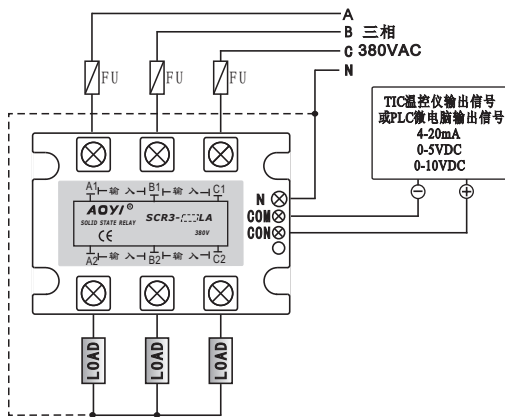 A
B 三相
C 380VAC
N
FU
FU
FU
TIC温控仪输出信号
或PLC微电脑输出信号
4-20mA
0-5VDC
0-10VDC
A1 输 入 B1 输 入 C1
AOYI®
SCR3-LA
SOLID STATE RELAY
CE
380V
A2 输 入 B2 输 入 C2
N
COM
CON
LOAD
LOAD
LOAD